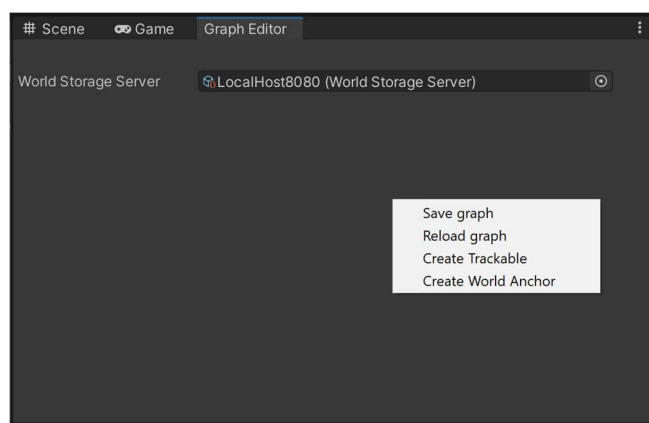 Scene Game Graph Editor
World Storage Server LocalHost8080 (World Storage Server)
Save graph
Reload graph
Create Trackable
Create World Anchor